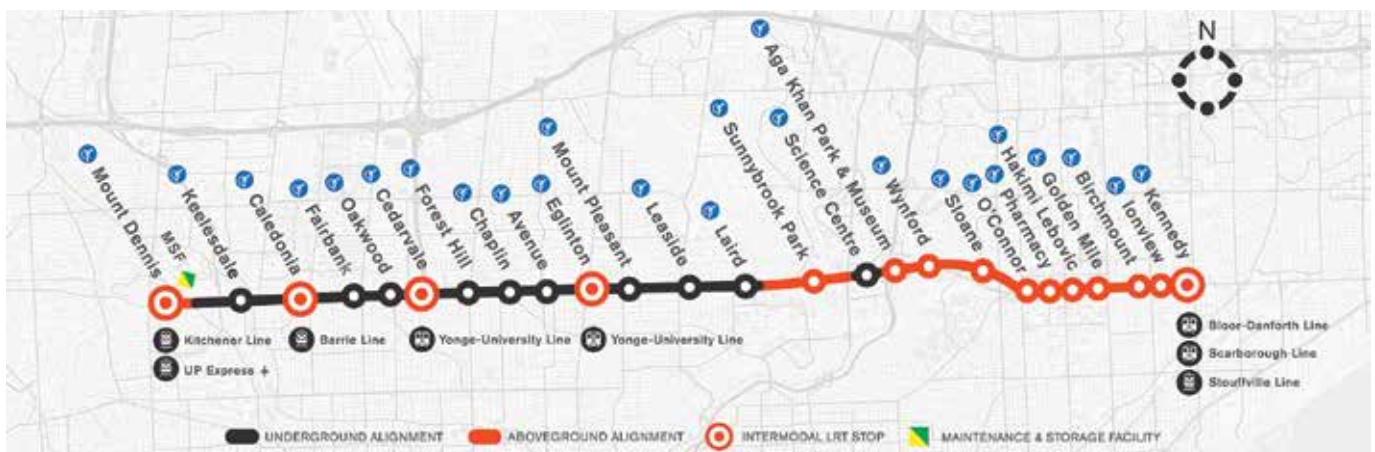 N
Mount Dennis
MSF
Keelesdale
Caledonia
Fairbank
Oakwood
Cedarvale
Forest Hill
Chaplin
Avenue
Eglinton
Mount Pleasant
Leaside
Laird
Sunnybrook Park
Science Centre
Aga Khan Park & Museum
Wynford
Sloane
O'Connor
Pharmacy
Hakimi Lebovic
Golden Mile
Birchmount
Ionview
Kennedy
Kitchener Line
UP Express +
Barrie Line
Yonge-University Line
Yonge-University Line
Bloor-Danforth Line
Scarborough Line
Stouffville Line
UNDERGROUND ALIGNMENT
ABOVEGROUND ALIGNMENT
INTERMODAL LRT STOP
MAINTENANCE & STORAGE FACILITY